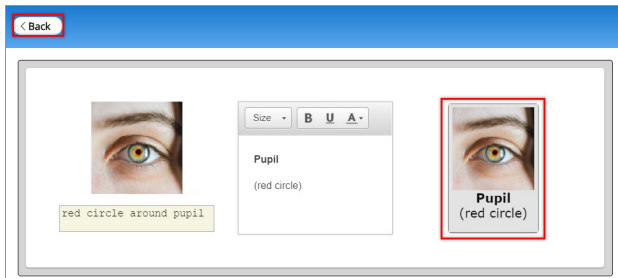 < Back
red circle around pupil
Size B U A
Pupil
(red circle)
Pupil
(red circle)